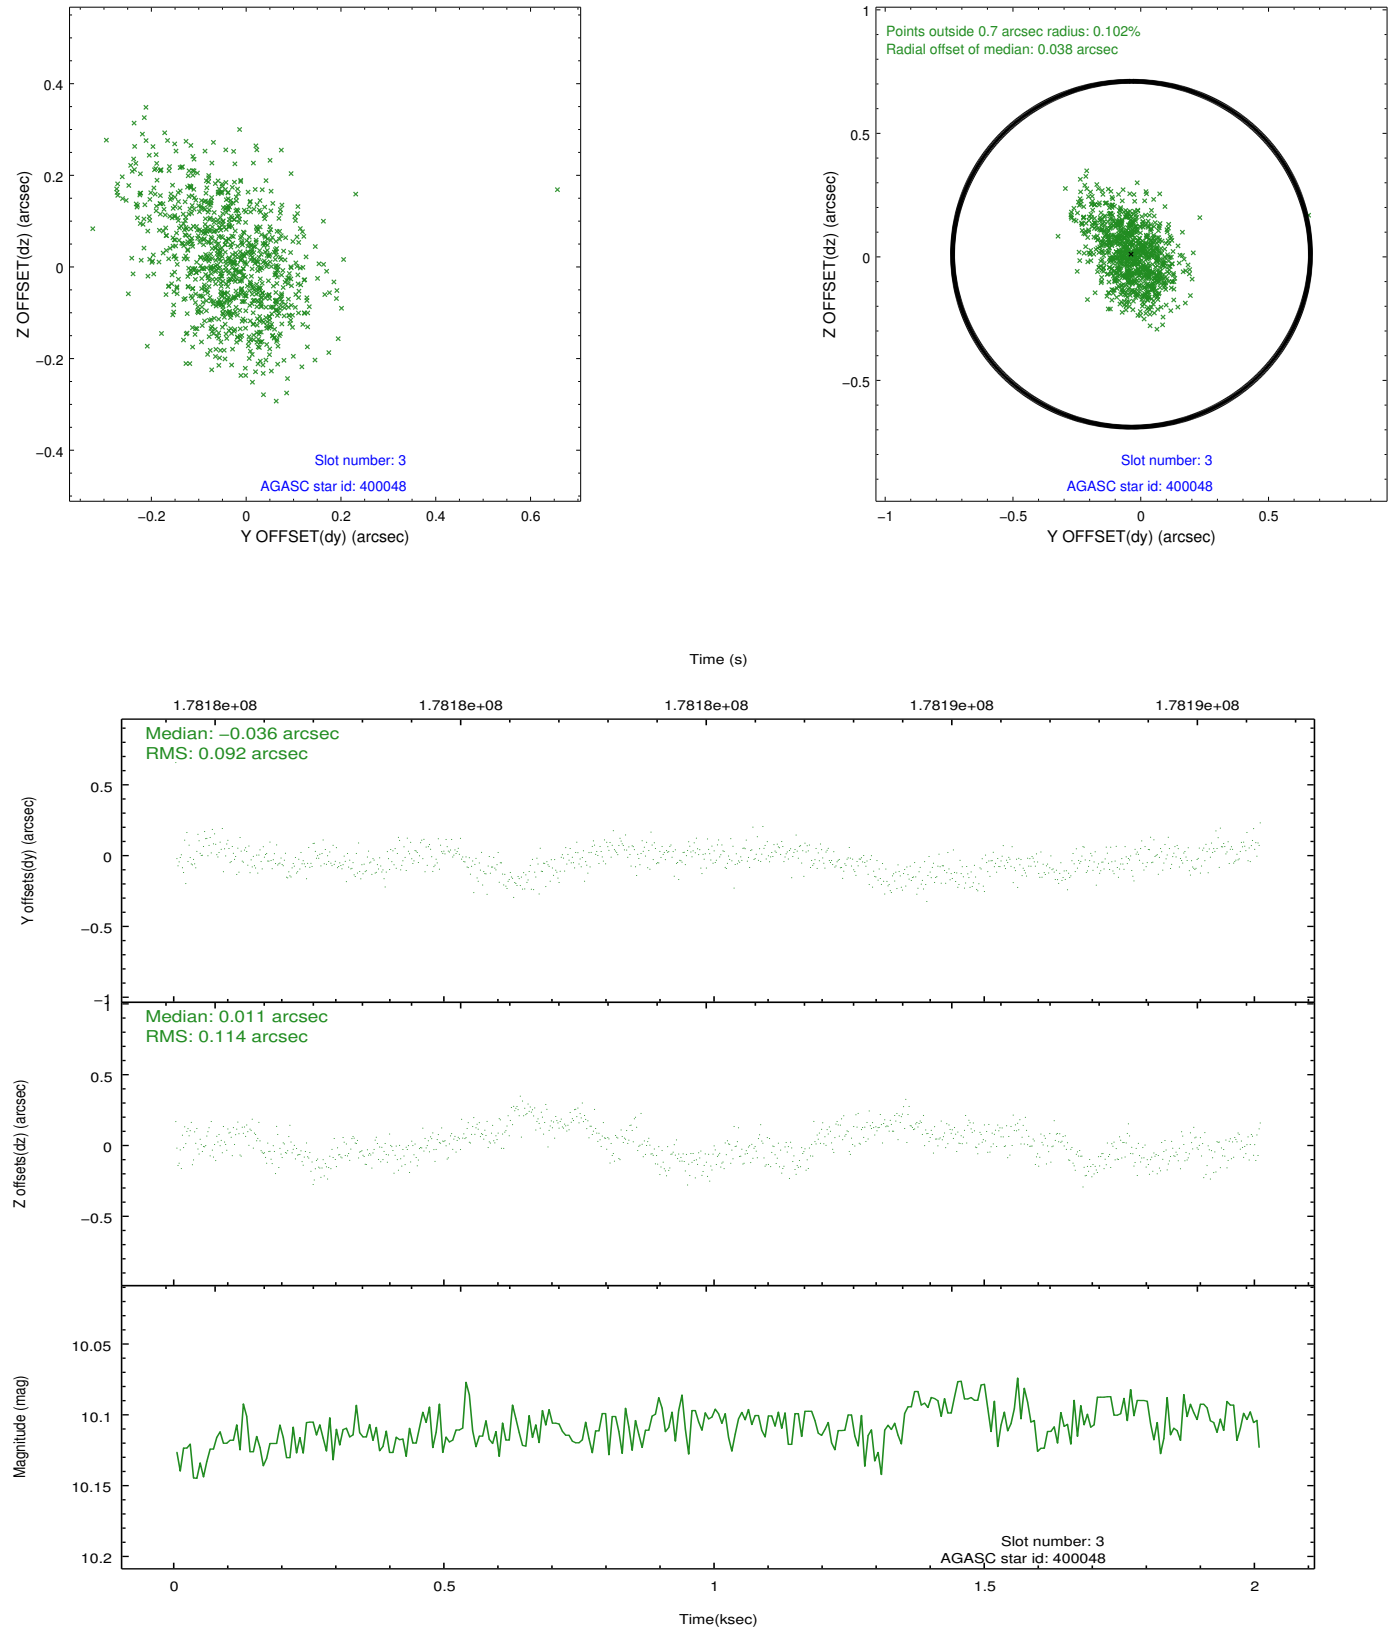 0.4
0.2
0
−0.2
−0.4
Z OFFSET(dz) (arcsec)
Slot number: 3
AGASC star id: 400048
−0.2
0
0.2
0.4
0.6
Y OFFSET(dy) (arcsec)
Points outside 0.7 arcsec radius: 0.102%
Radial offset of median: 0.038 arcsec
1
0.5
0
−0.5
Z OFFSET(dz) (arcsec)
Slot number: 3
AGASC star id: 400048
−1
−0.5
0
0.5
Y OFFSET(dy) (arcsec)
Time (s)
1.7818e+08
1.7818e+08
1.7818e+08
1.7819e+08
1.7819e+08
Median: −0.036 arcsec
RMS: 0.092 arcsec
0.5
0
−0.5
−1
Y offsets(dy) (arcsec)
Median: 0.011 arcsec
RMS: 0.114 arcsec
1
0.5
0
−0.5
Z offsets(dz) (arcsec)
10.05
10.1
10.15
10.2
Magnitude (mag)
Slot number: 3
AGASC star id: 400048
0
0.5
1
1.5
2
Time(ksec)